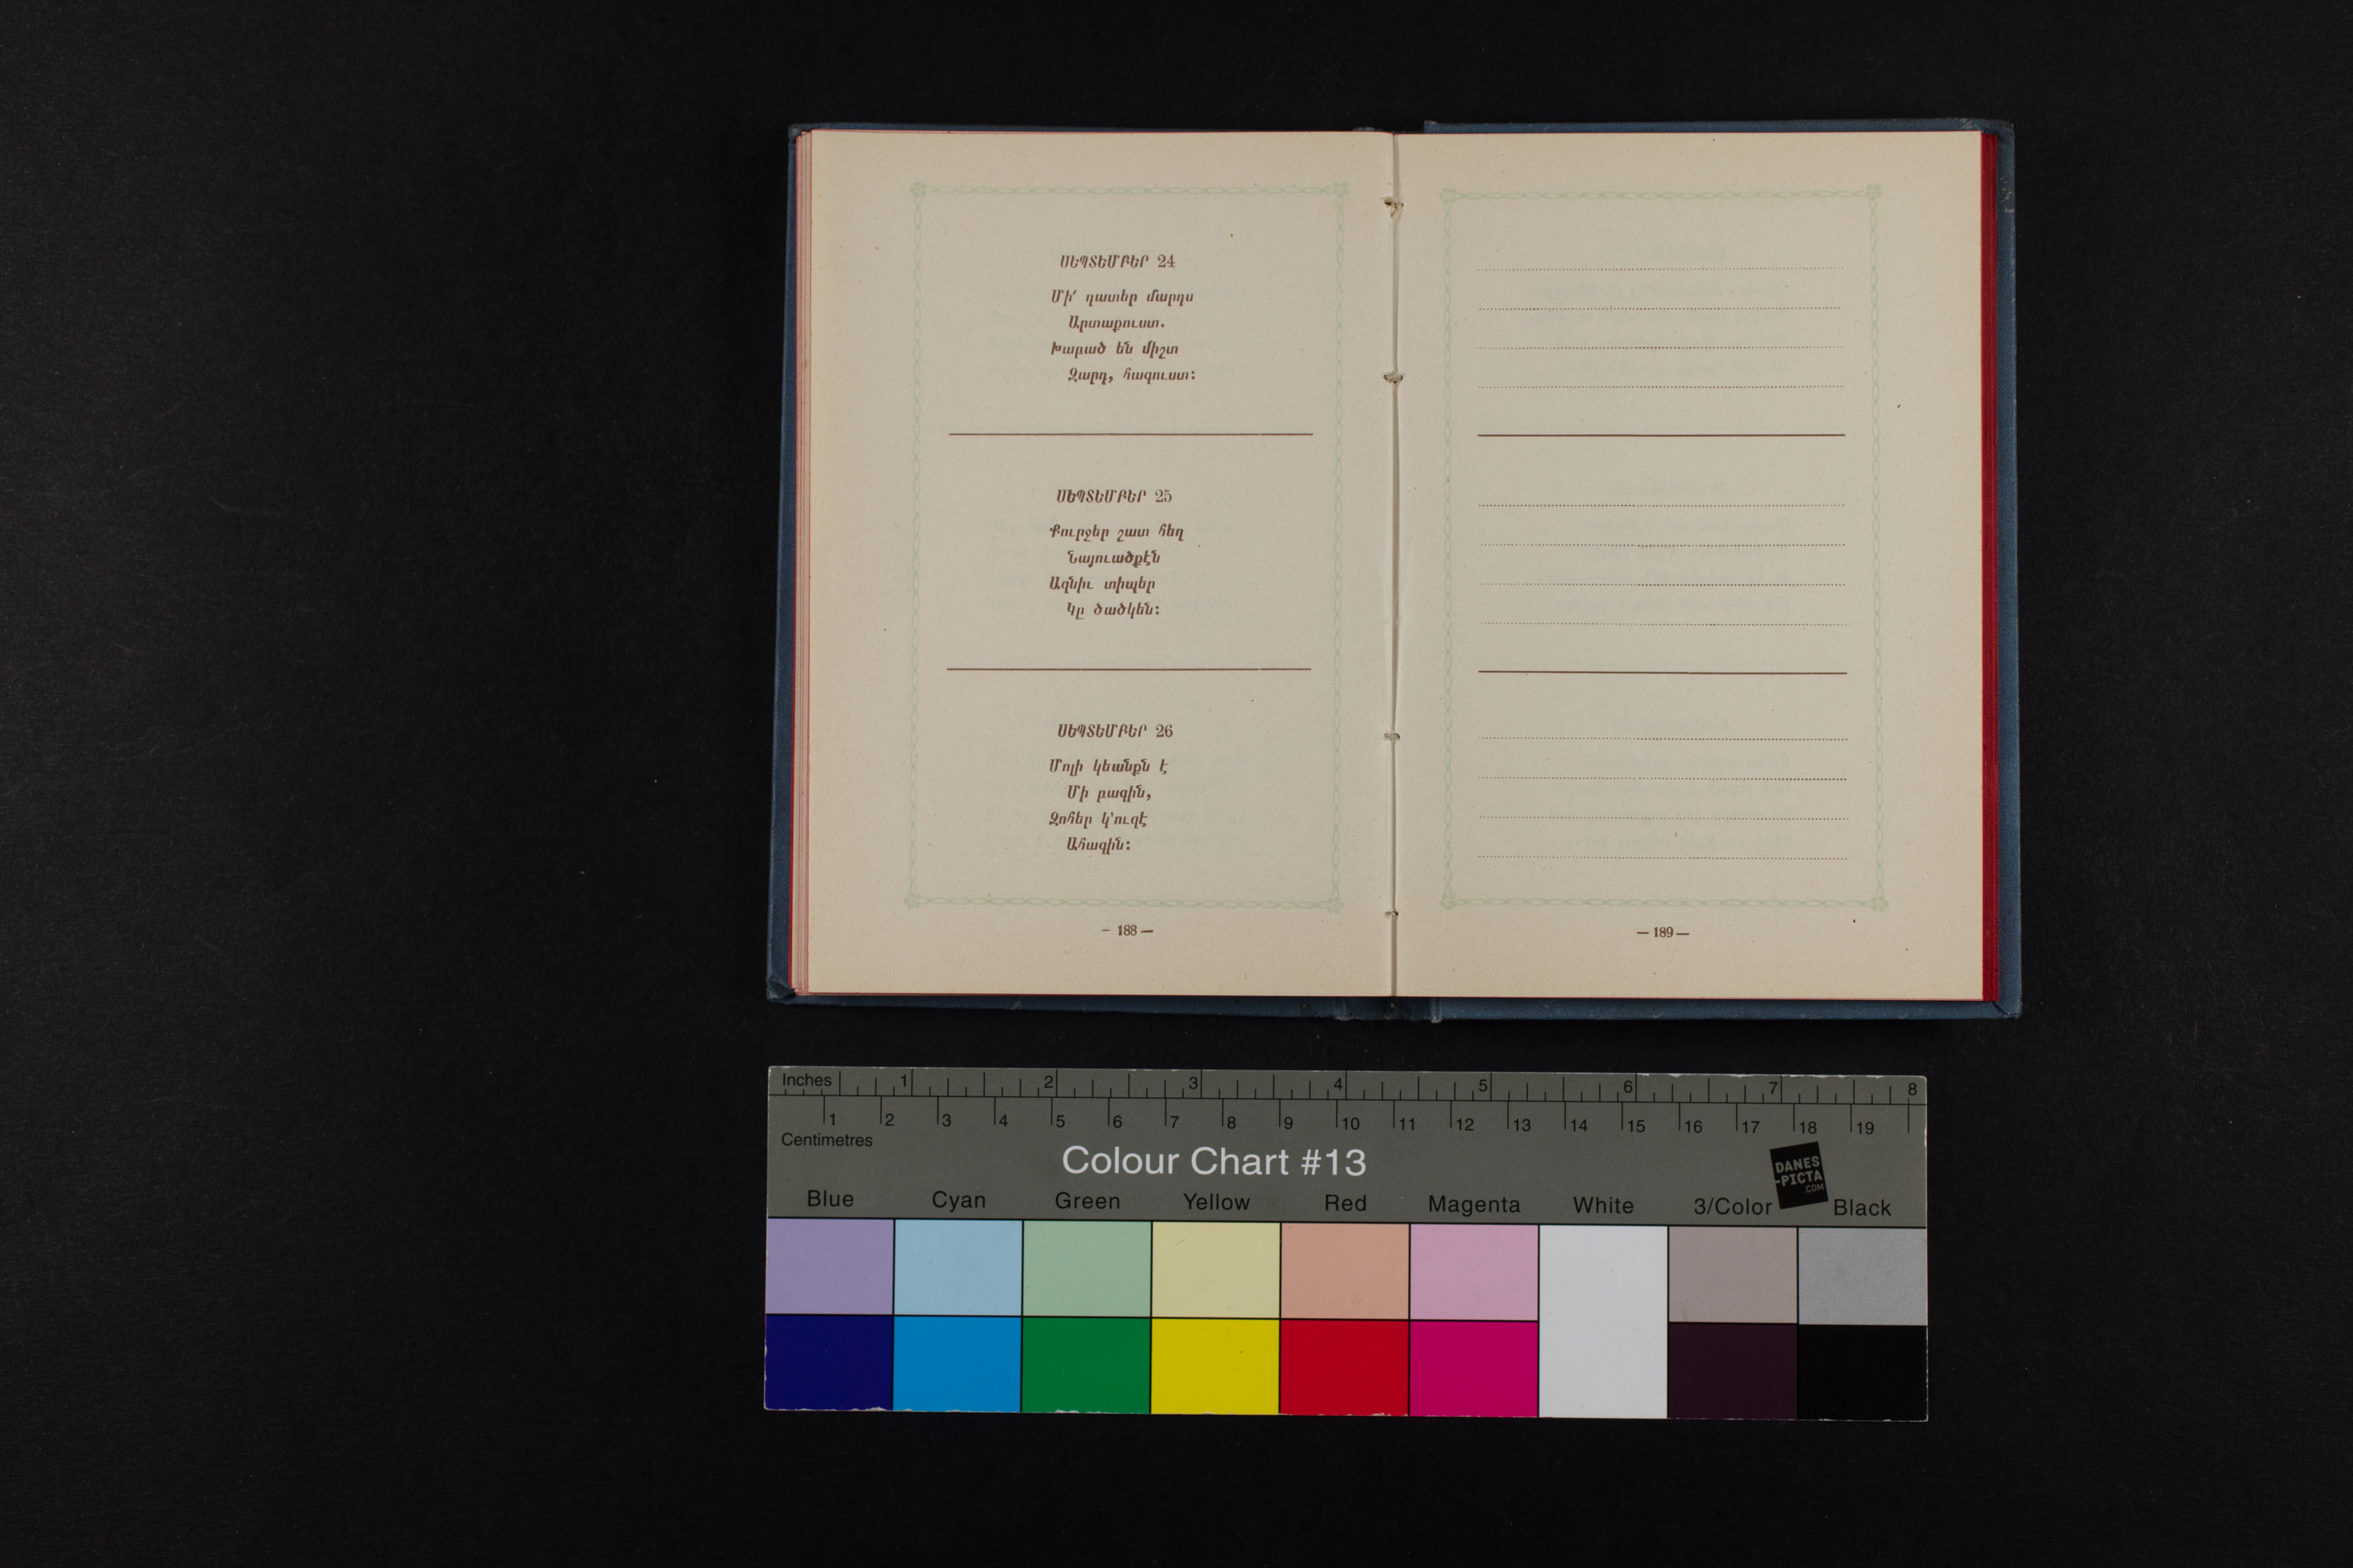 ՍԵՊՏԵՄԲԵՐ 24
Մի՛ դատեր մարդս
Արտաքուստ.
Խաբած են միշտ
Զարդ, հագուստ:
ՍԵՊՏԵՄԲԵՐ 25
Քուրջեր շատ հեղ
Նայուածքէն
Ազնիւ տիպեր
Կը ծածկեն:
ՍԵՊՏԵՄԲԵՐ 26
Մոլի կեանքն է
Մի բագին,
Զոհեր կ՚ուզէ
Ահագին:
— 188 —
— 189 —
Inches 1 2 3 4 5 6 7 8
1 2 3 4 5 6 7 8 9 10 11 12 13 14 15 16 17 18 19
Centimetres
Colour Chart #13
DANES
-PICTA
.COM
Blue Cyan Green Yellow Red Magenta White 3/Color Black